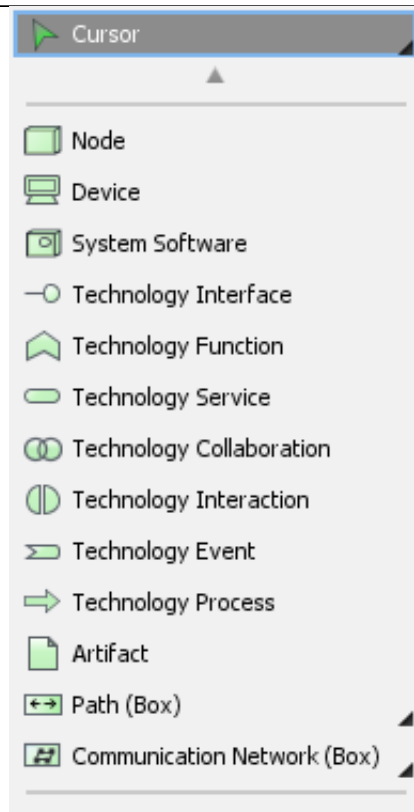 Cursor
Node
Device
System Software
Technology Interface
Technology Function
Technology Service
Technology Collaboration
Technology Interaction
Technology Event
Technology Process
Artifact
Path (Box)
Communication Network (Box)